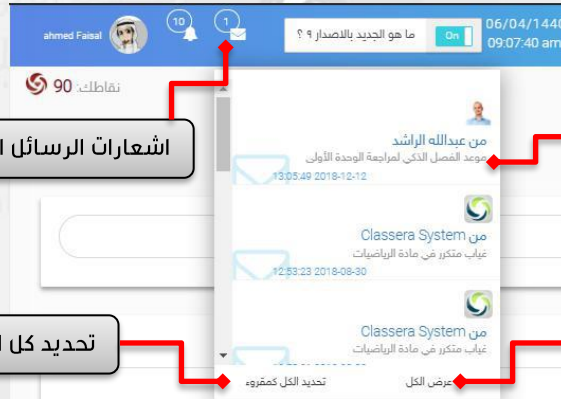 06/04/144
09:07:40 am
On
ما هو الجديد بالاصدار ٩ ؟
1
10
ahmed Faisal
نقاطك: 90
اشعارات الرسائل
من عبدالله الراشد
موعد الفصل الذكي لمراجعة الوحدة الأولى
13:05:49 2018-12-12
من Classera System
غياب متكرر في مادة الرياضيات
12:53:23 2018-08-30
من Classera System
غياب متكرر في مادة الرياضيات
عرض الكل
تحديد الكل كمقروء
تحديد كل